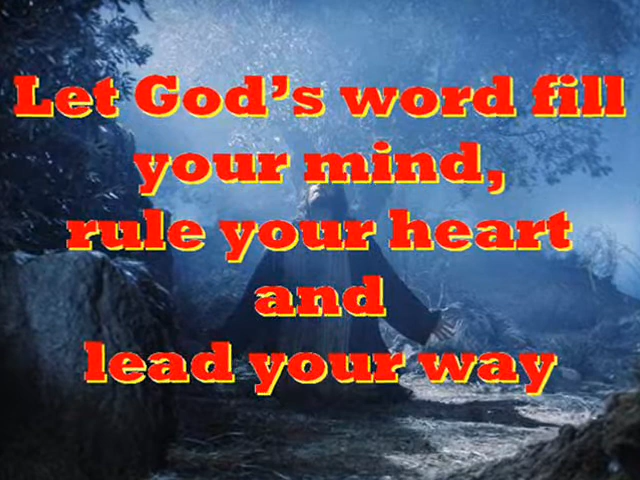 Let God's word fill
your mind,
rule your heart
and
lead your way